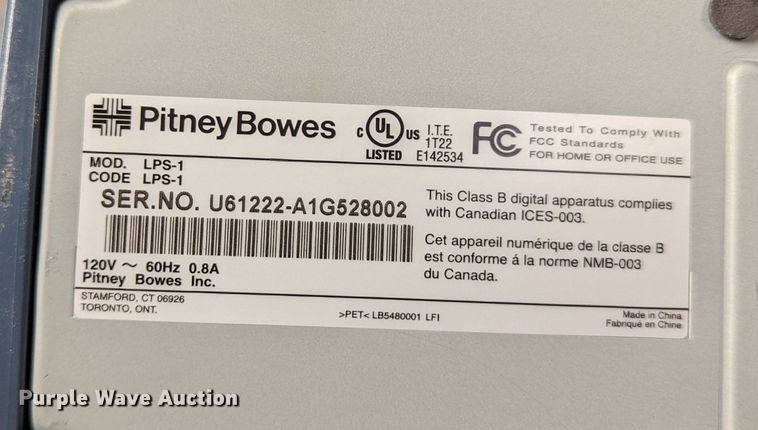 Pitney Bowes
C UL US
LISTED
I.T.E.
1T22
E142534
FC
Tested To Comply With
FCC Standards
FOR HOME OR OFFICE USE
MOD. LPS-1
CODE LPS-1
SER.NO. U61222-A1G528002
120V ~ 60Hz 0.8A
Pitney Bowes Inc.
This Class B digital apparatus complies
with Canadian ICES-003.
Cet appareil numérique de la classe B
est conforme á la norme NMB-003
du Canada.
STAMFORD, CT 06926
TORONTO, ONT.
>PET< LB5480001 LFI
Made in China
Fabriqué en Chine
Purple Wave Auction